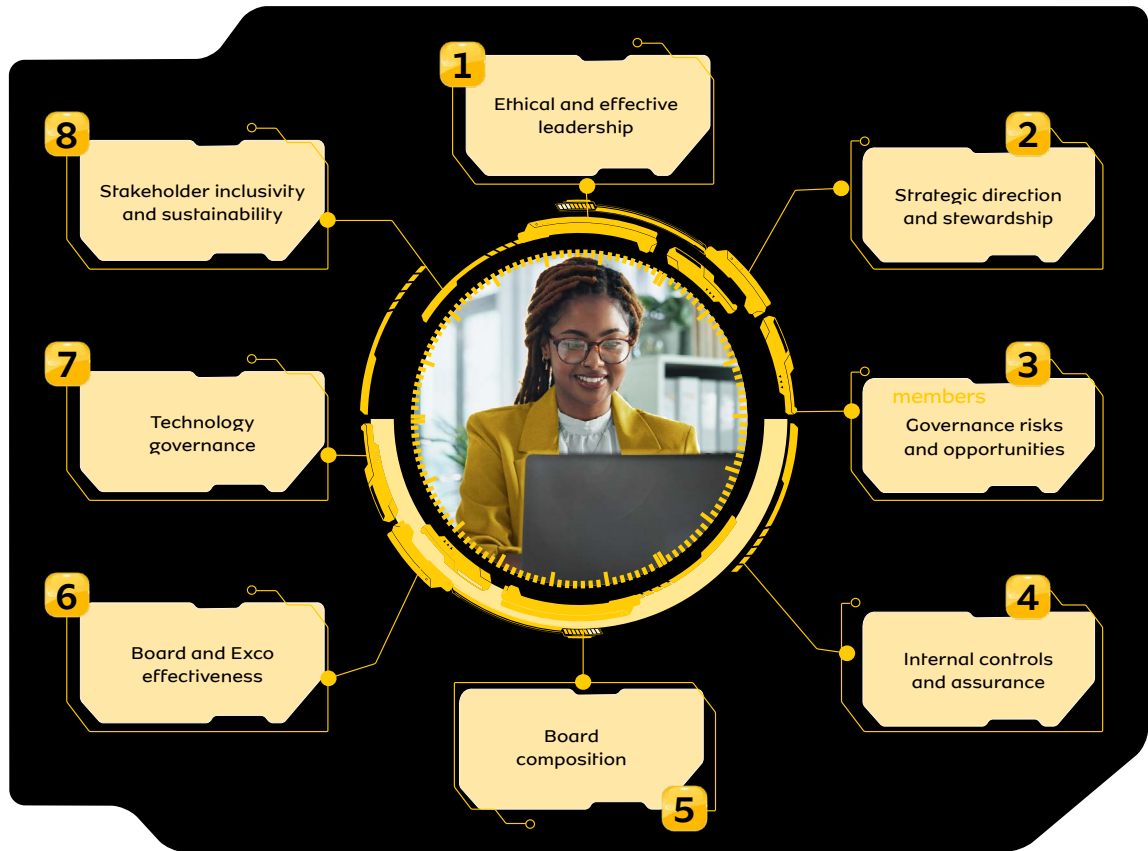 1
Ethical and effective
leadership
2
Strategic direction
and stewardship
3
members
Governance risks
and opportunities
4
Internal controls
and assurance
5
Board
composition
6
Board and Exco
effectiveness
7
Technology
governance
8
Stakeholder inclusivity
and sustainability